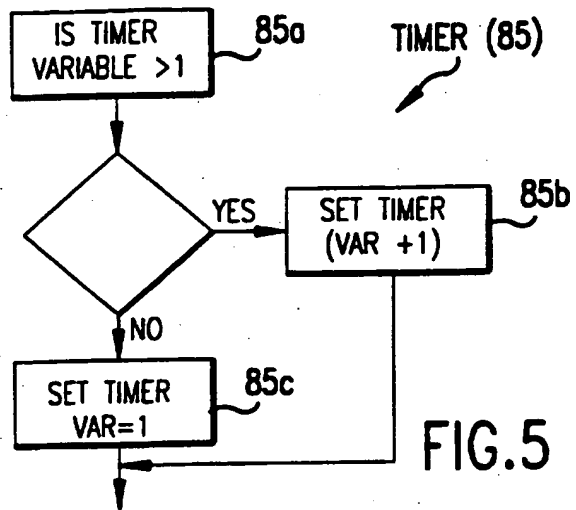 IS TIMER
VARIABLE >1
85a
TIMER (85)
YES
SET TIMER
(VAR +1)
85b
NO
SET TIMER
VAR=1
85c
FIG.5